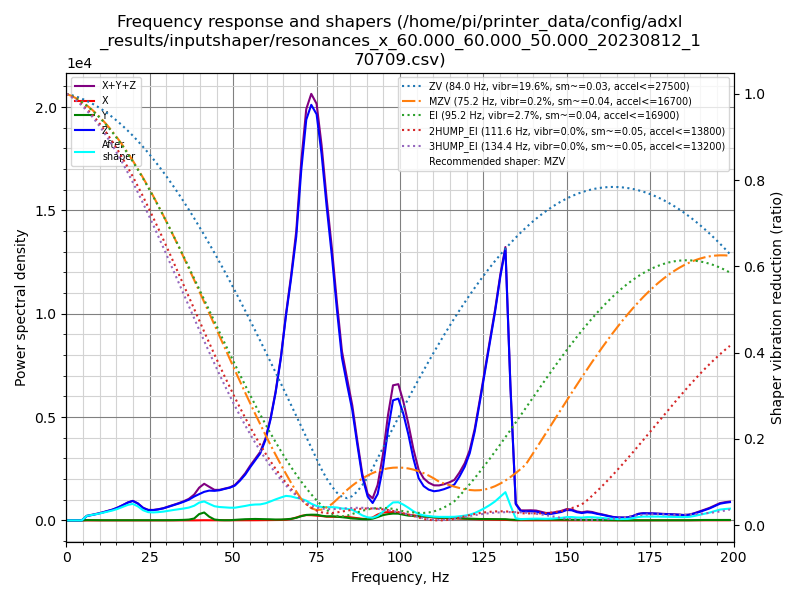 Frequency response and shapers (/home/pi/printer_data/config/adxl
_results/inputshaper/resonances_x_60.000_60.000_50.000_20230812_1
70709.csv)
1e4
X+Y+Z
X
Y
Z
After
shaper
ZV (84.0 Hz, vibr=19.6%, sm~=0.03, accel<=27500)
MZV (75.2 Hz, vibr=0.2%, sm~=0.04, accel<=16700)
EI (95.2 Hz, vibr=2.7%, sm~=0.04, accel<=16900)
2HUMP_EI (111.6 Hz, vibr=0.0%, sm~=0.05, accel<=13800)
3HUMP_EI (134.4 Hz, vibr=0.0%, sm~=0.05, accel<=13200)
Recommended shaper: MZV
2.0
1.5
1.0
0.5
0.0
Power spectral density
1.0
0.8
0.6
0.4
0.2
0.0
Shaper vibration reduction (ratio)
0
25
50
75
100
125
150
175
200
Frequency, Hz